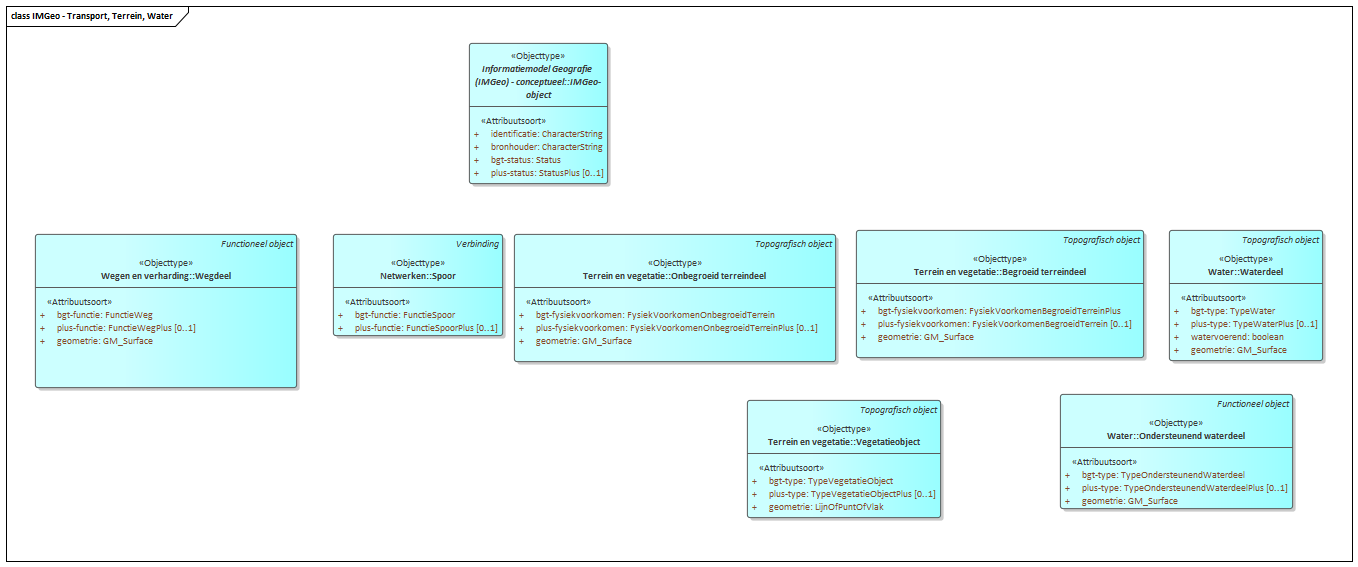 class IMGeo - Transport, Terrein, Water
«Objecttype»
Informatiemodel Geografie
(IMGeo) - conceptueel::IMGeo-
object
«Attribuutsoort»
+ identificatie: CharacterString
+ bronhouder: CharacterString
+ bgt-status: Status
+ plus-status: StatusPlus [0..1]
Functioneel object
«Objecttype»
Wegen en verharding::Wegdeel
«Attribuutsoort»
+ bgt-functie: FunctieWeg
+ plus-functie: FunctieWegPlus [0..1]
+ geometrie: GM_Surface
Verbinding
«Objecttype»
Netwerken::Spoor
«Attribuutsoort»
+ bgt-functie: FunctieSpoor
+ plus-functie: FunctieSpoorPlus [0..1]
Topografisch object
«Objecttype»
Terrein en vegetatie::Onbegroeid terreindeel
«Attribuutsoort»
+ bgt-fysiekvoorkomen: FysiekVoorkomenOnbegroeidTerrein
+ plus-fysiekvoorkomen: FysiekVoorkomenOnbegroeidTerreinPlus [0..1]
+ geometrie: GM_Surface
Topografisch object
«Objecttype»
Terrein en vegetatie::Begroeid terreindeel
«Attribuutsoort»
+ bgt-fysiekvoorkomen: FysiekVoorkomenBegroeidTerreinPlus
+ plus-fysiekvoorkomen: FysiekVoorkomenBegroeidTerrein [0..1]
+ geometrie: GM_Surface
Topografisch object
«Objecttype»
Water::Waterdeel
«Attribuutsoort»
+ bgt-type: TypeWater
+ plus-type: TypeWaterPlus [0..1]
+ watervoerend: boolean
+ geometrie: GM_Surface
Topografisch object
«Objecttype»
Terrein en vegetatie::Vegetatieobject
«Attribuutsoort»
+ bgt-type: TypeVegetatieObject
+ plus-type: TypeVegetatieObjectPlus [0..1]
+ geometrie: LijnOfPuntOfVlak
Functioneel object
«Objecttype»
Water::Ondersteunend waterdeel
«Attribuutsoort»
+ bgt-type: TypeOndersteunendWaterdeel
+ plus-type: TypeOndersteunendWaterdeelPlus [0..1]
+ geometrie: GM_Surface